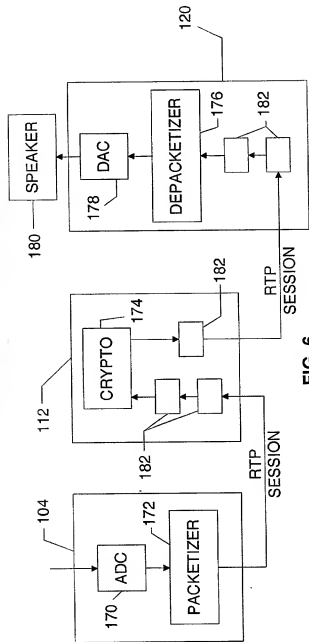 104
ADC
170
172
PACKETIZER
RTP
SESSION
112
CRYPTO
174
182
182
RTP
SESSION
SPEAKER
180
120
DAC
178
DEPACKETIZER
176
182
FIG. 6